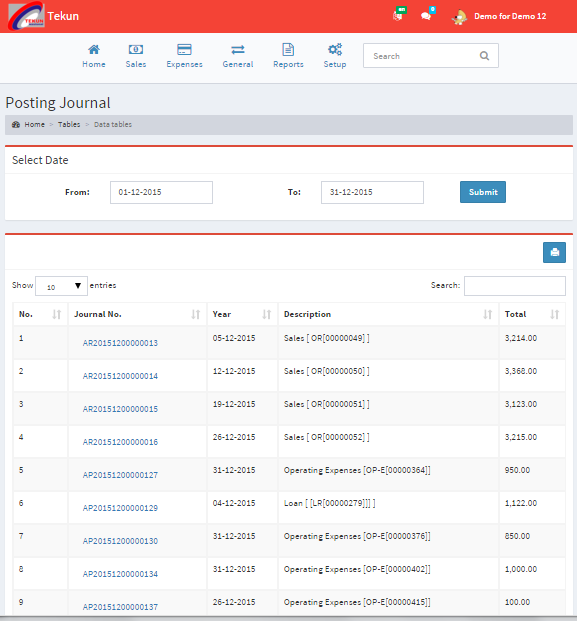 TEKUN Tekun
Demo for Demo 12
Home Sales Expenses General Reports Setup Search
Posting Journal
Home > Tables > Data tables
Select Date
From: 01-12-2015 To: 31-12-2015 Submit
Show 10 entries Search:
No. Journal No. Year Description Total
1 AR20151200000013 05-12-2015 Sales [ OR[00000049] ] 3,214.00
2 AR20151200000014 12-12-2015 Sales [ OR[00000050] ] 3,368.00
3 AR20151200000015 19-12-2015 Sales [ OR[00000051] ] 3,123.00
4 AR20151200000016 26-12-2015 Sales [ OR[00000052] ] 3,215.00
5 AP20151200000127 31-12-2015 Operating Expenses [OP-E[00000364]] 950.00
6 AP20151200000129 04-12-2015 Loan [ [LR[00000279]]] ] 1,122.00
7 AP20151200000130 31-12-2015 Operating Expenses [OP-E[00000376]] 850.00
8 AP20151200000134 31-12-2015 Operating Expenses [OP-E[00000402]] 1,000.00
9 AP20151200000137 26-12-2015 Operating Expenses [OP-E[00000415]] 100.00